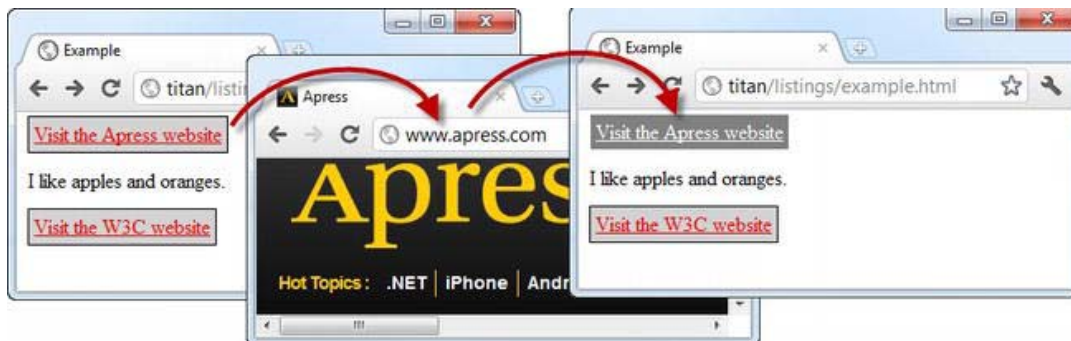 Example
titan/listi
Visit the Apress website
I like apples and oranges.
Visit the W3C website
Apress
www.apress.com
Apres
Hot Topics: .NET iPhone Andr
Example
titan/listings/example.html
Visit the Apress website
I like apples and oranges.
Visit the W3C website